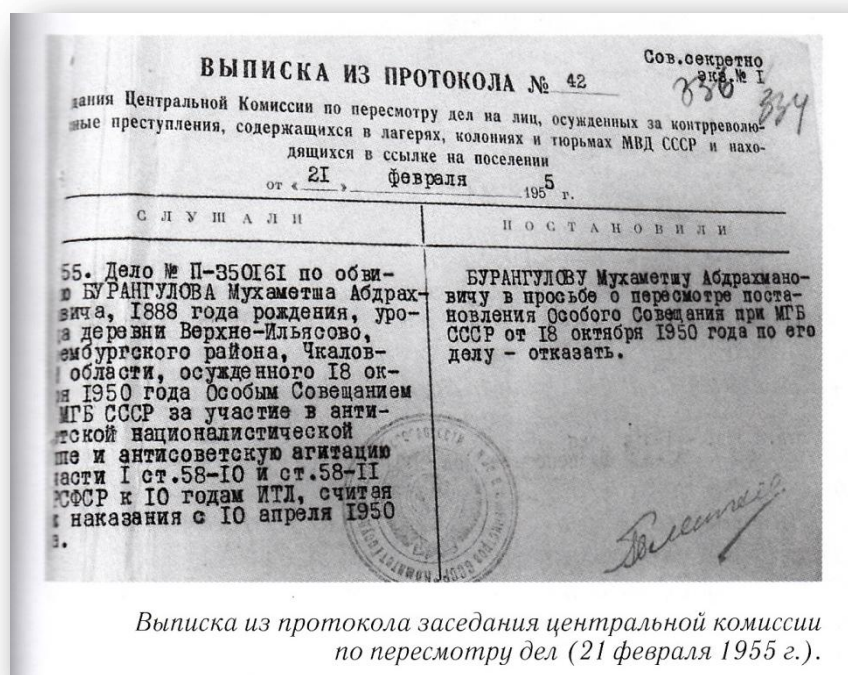 Сов.секретно
экз.№ I
ВЫПИСКА ИЗ ПРОТОКОЛА № 42
336 334
дания Центральной Комиссии по пересмотру дел на лиц, осужденных за контрреволю-
ные преступления, содержащихся в лагерях, колониях и тюрьмах МВД СССР и нахо-
дящихся в ссылке на поселении
от « 21 » февраля 1955 г.
СЛУШАЛИ
55. Дело № П-350161 по обви-
ю БУРАНГУЛОВА Мухаметша Абдрах-
вича, 1888 года рождения, уро-
а деревни Верхне-Ильясово,
ембургского района, Чкалов-
области, осужденного 18 ок-
я 1950 года Особым Совещанием
МГБ СССР за участие в анти-
тской националистической
пе и антисоветскую агитацию
части I ст.58-10 и ст.58-11
РСФСР к 10 годам ИТЛ, считая
к наказания с 10 апреля 1950
а.
ПОСТАНОВИЛИ
БУРАНГУЛОВУ Мухаметшу Абдрахмано-
вичу в просьбе о пересмотре поста-
новления Особого Совещания при МГБ
СССР от 18 октября 1950 года по его
делу – отказать.
Выписка из протокола заседания центральной комиссии
по пересмотру дел (21 февраля 1955 г.).